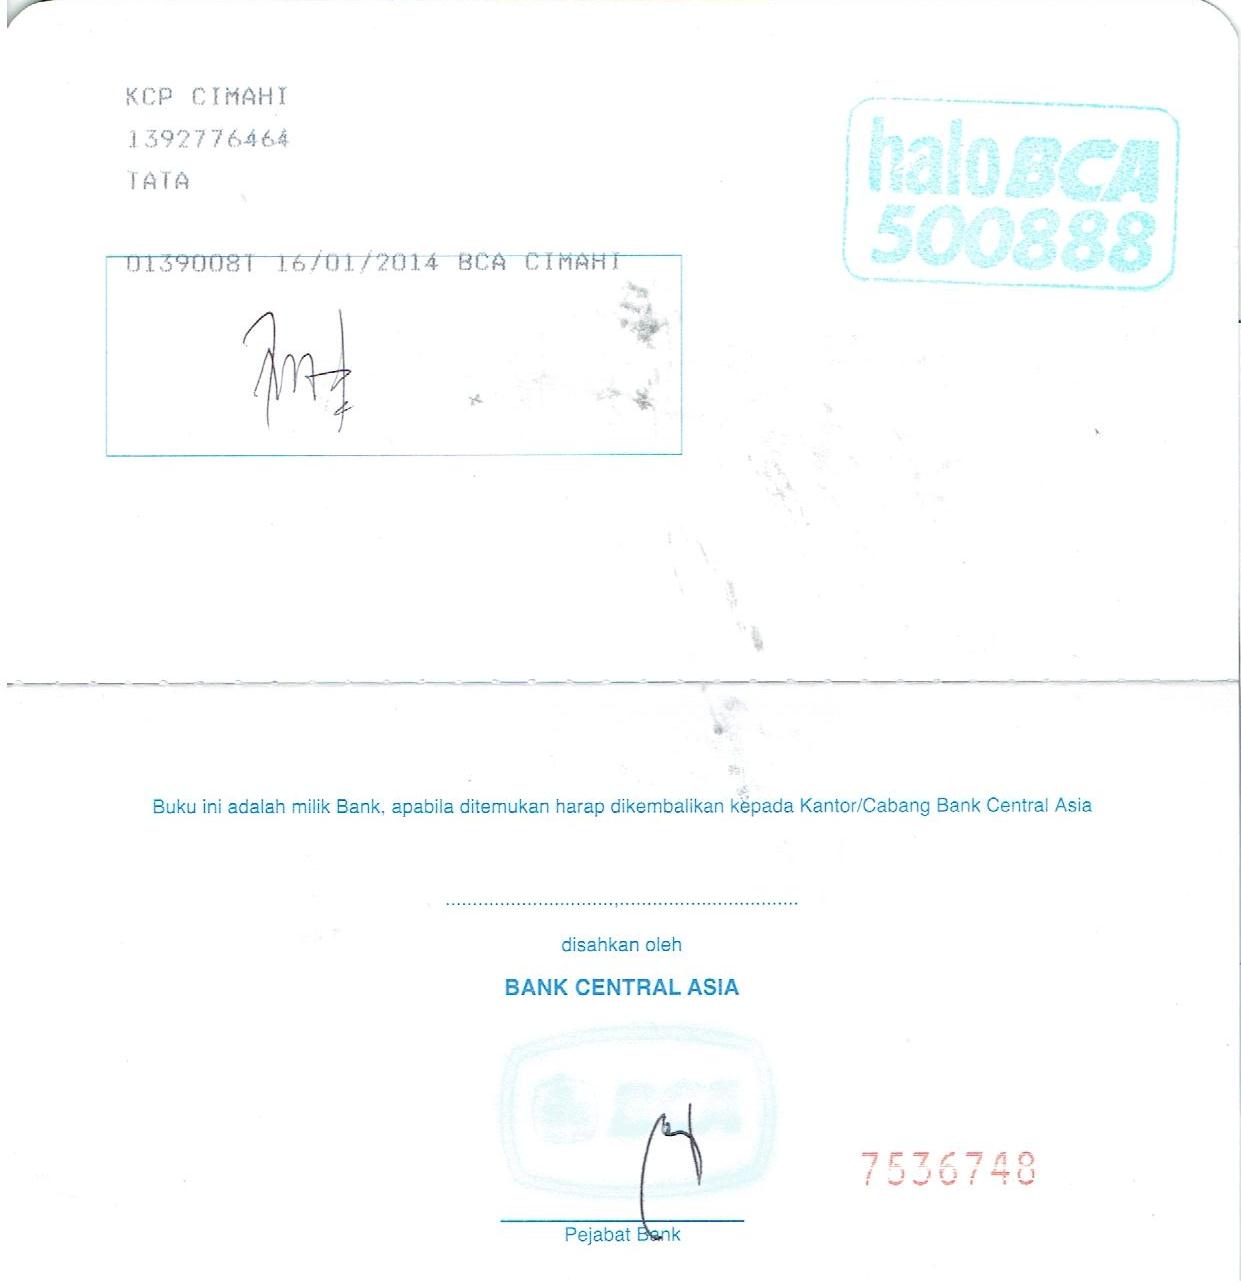 KCP CIMAHI
1392776464
TATA
halo BCA
500888
0139008T 16/01/2014 BCA CIMAHI
Buku ini adalah milik Bank, apabila ditemukan harap dikembalikan kepada Kantor/Cabang Bank Central Asia
disahkan oleh
BANK CENTRAL ASIA
BCA
7536748
Pejabat Bank